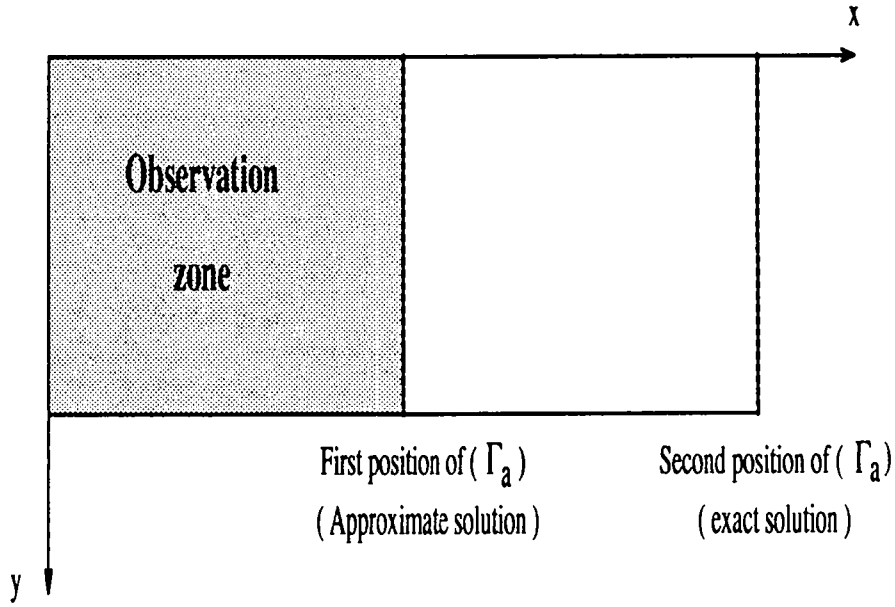 x
Observation
zone
First position of ( Γa )
( Approximate solution )
Second position of ( Γa )
( exact solution )
y